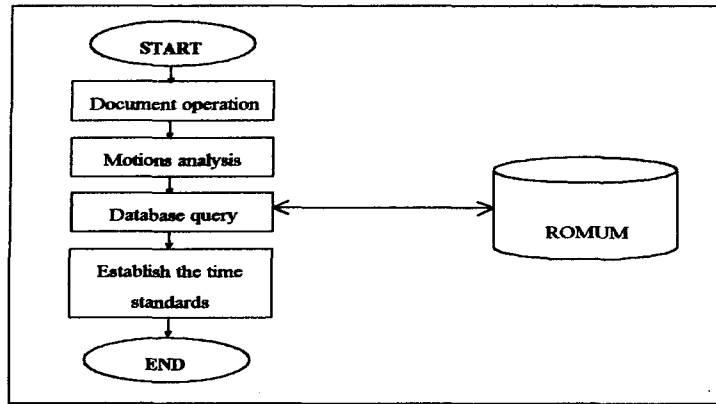 START
Document operation
Motions analysis
Database query
ROMUM
Establish the time
standards
END